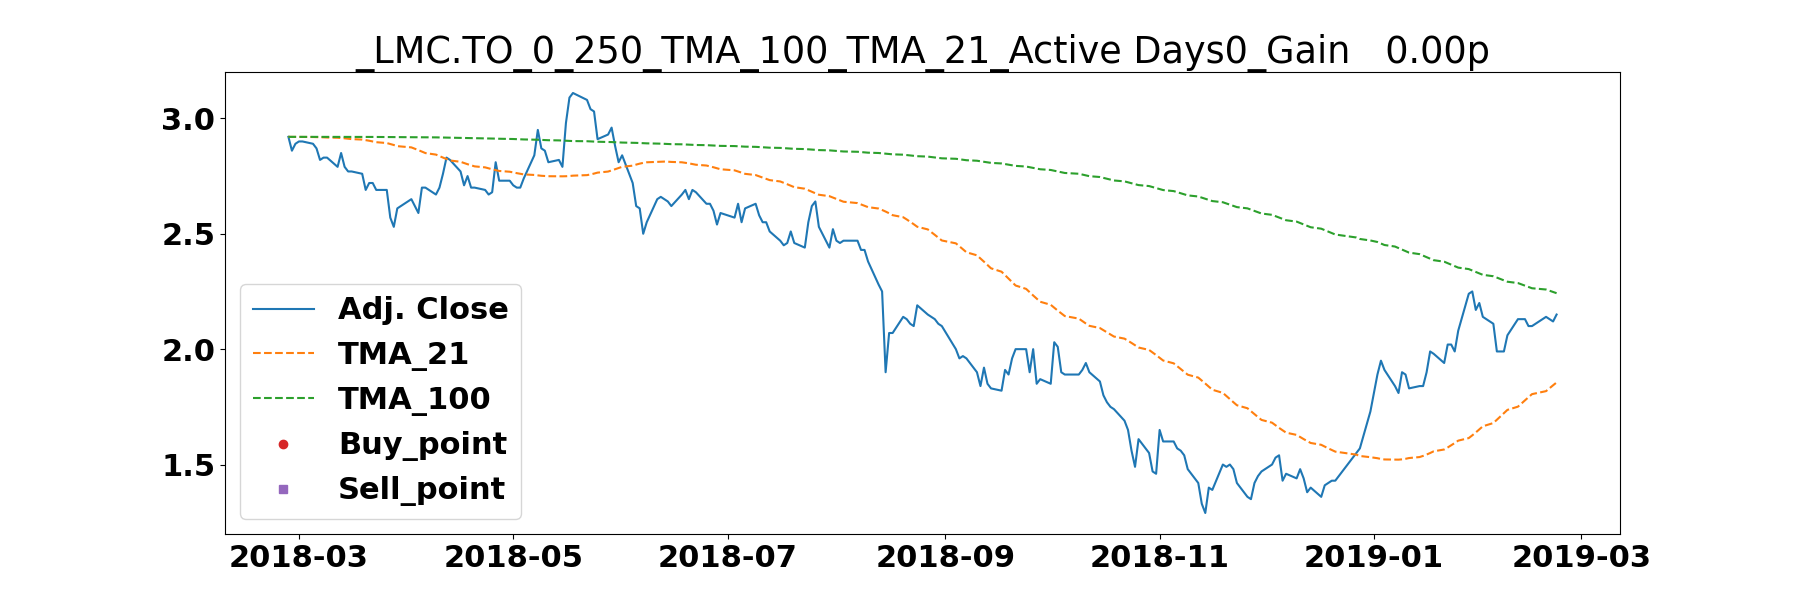 _LMC.TO_0_250_TMA_100_TMA_21_Active Days0_Gain   0.00p
3.0
2.5
2.0
1.5
Adj. Close
TMA_21
TMA_100
Buy_point
Sell_point
2018-03 2018-05 2018-07 2018-09 2018-11 2019-01 2019-03